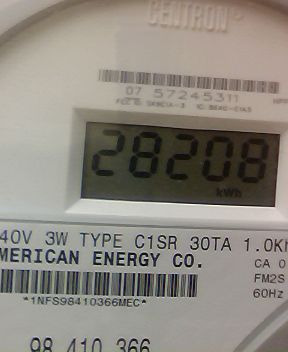 CENTRON®
07 57245311
28208
kWh
40V 3W TYPE C1SR 30TA 1.0Kh
MERICAN ENERGY CO.
CA 0
FM2S
60Hz
*1NFS98410366MEC*
98 410 366